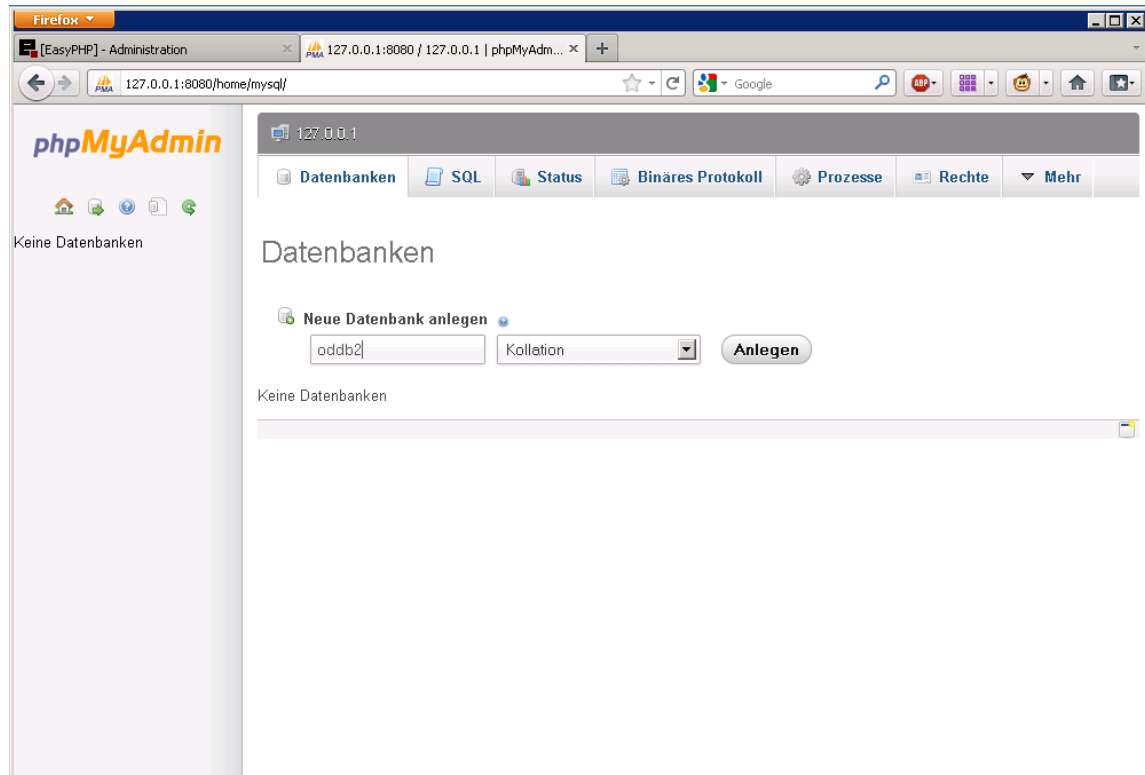 Firefox
[EasyPHP] - Administration
PMA 127.0.0.1:8080 / 127.0.0.1 | phpMyAdm...
127.0.0.1:8080/home/mysql/
Google
ABP
phpMyAdmin
127.0.0.1
Datenbanken SQL Status Binäres Protokoll Prozesse Rechte Mehr
Keine Datenbanken
Datenbanken
Neue Datenbank anlegen
oddb2 Kollation Anlegen
Keine Datenbanken